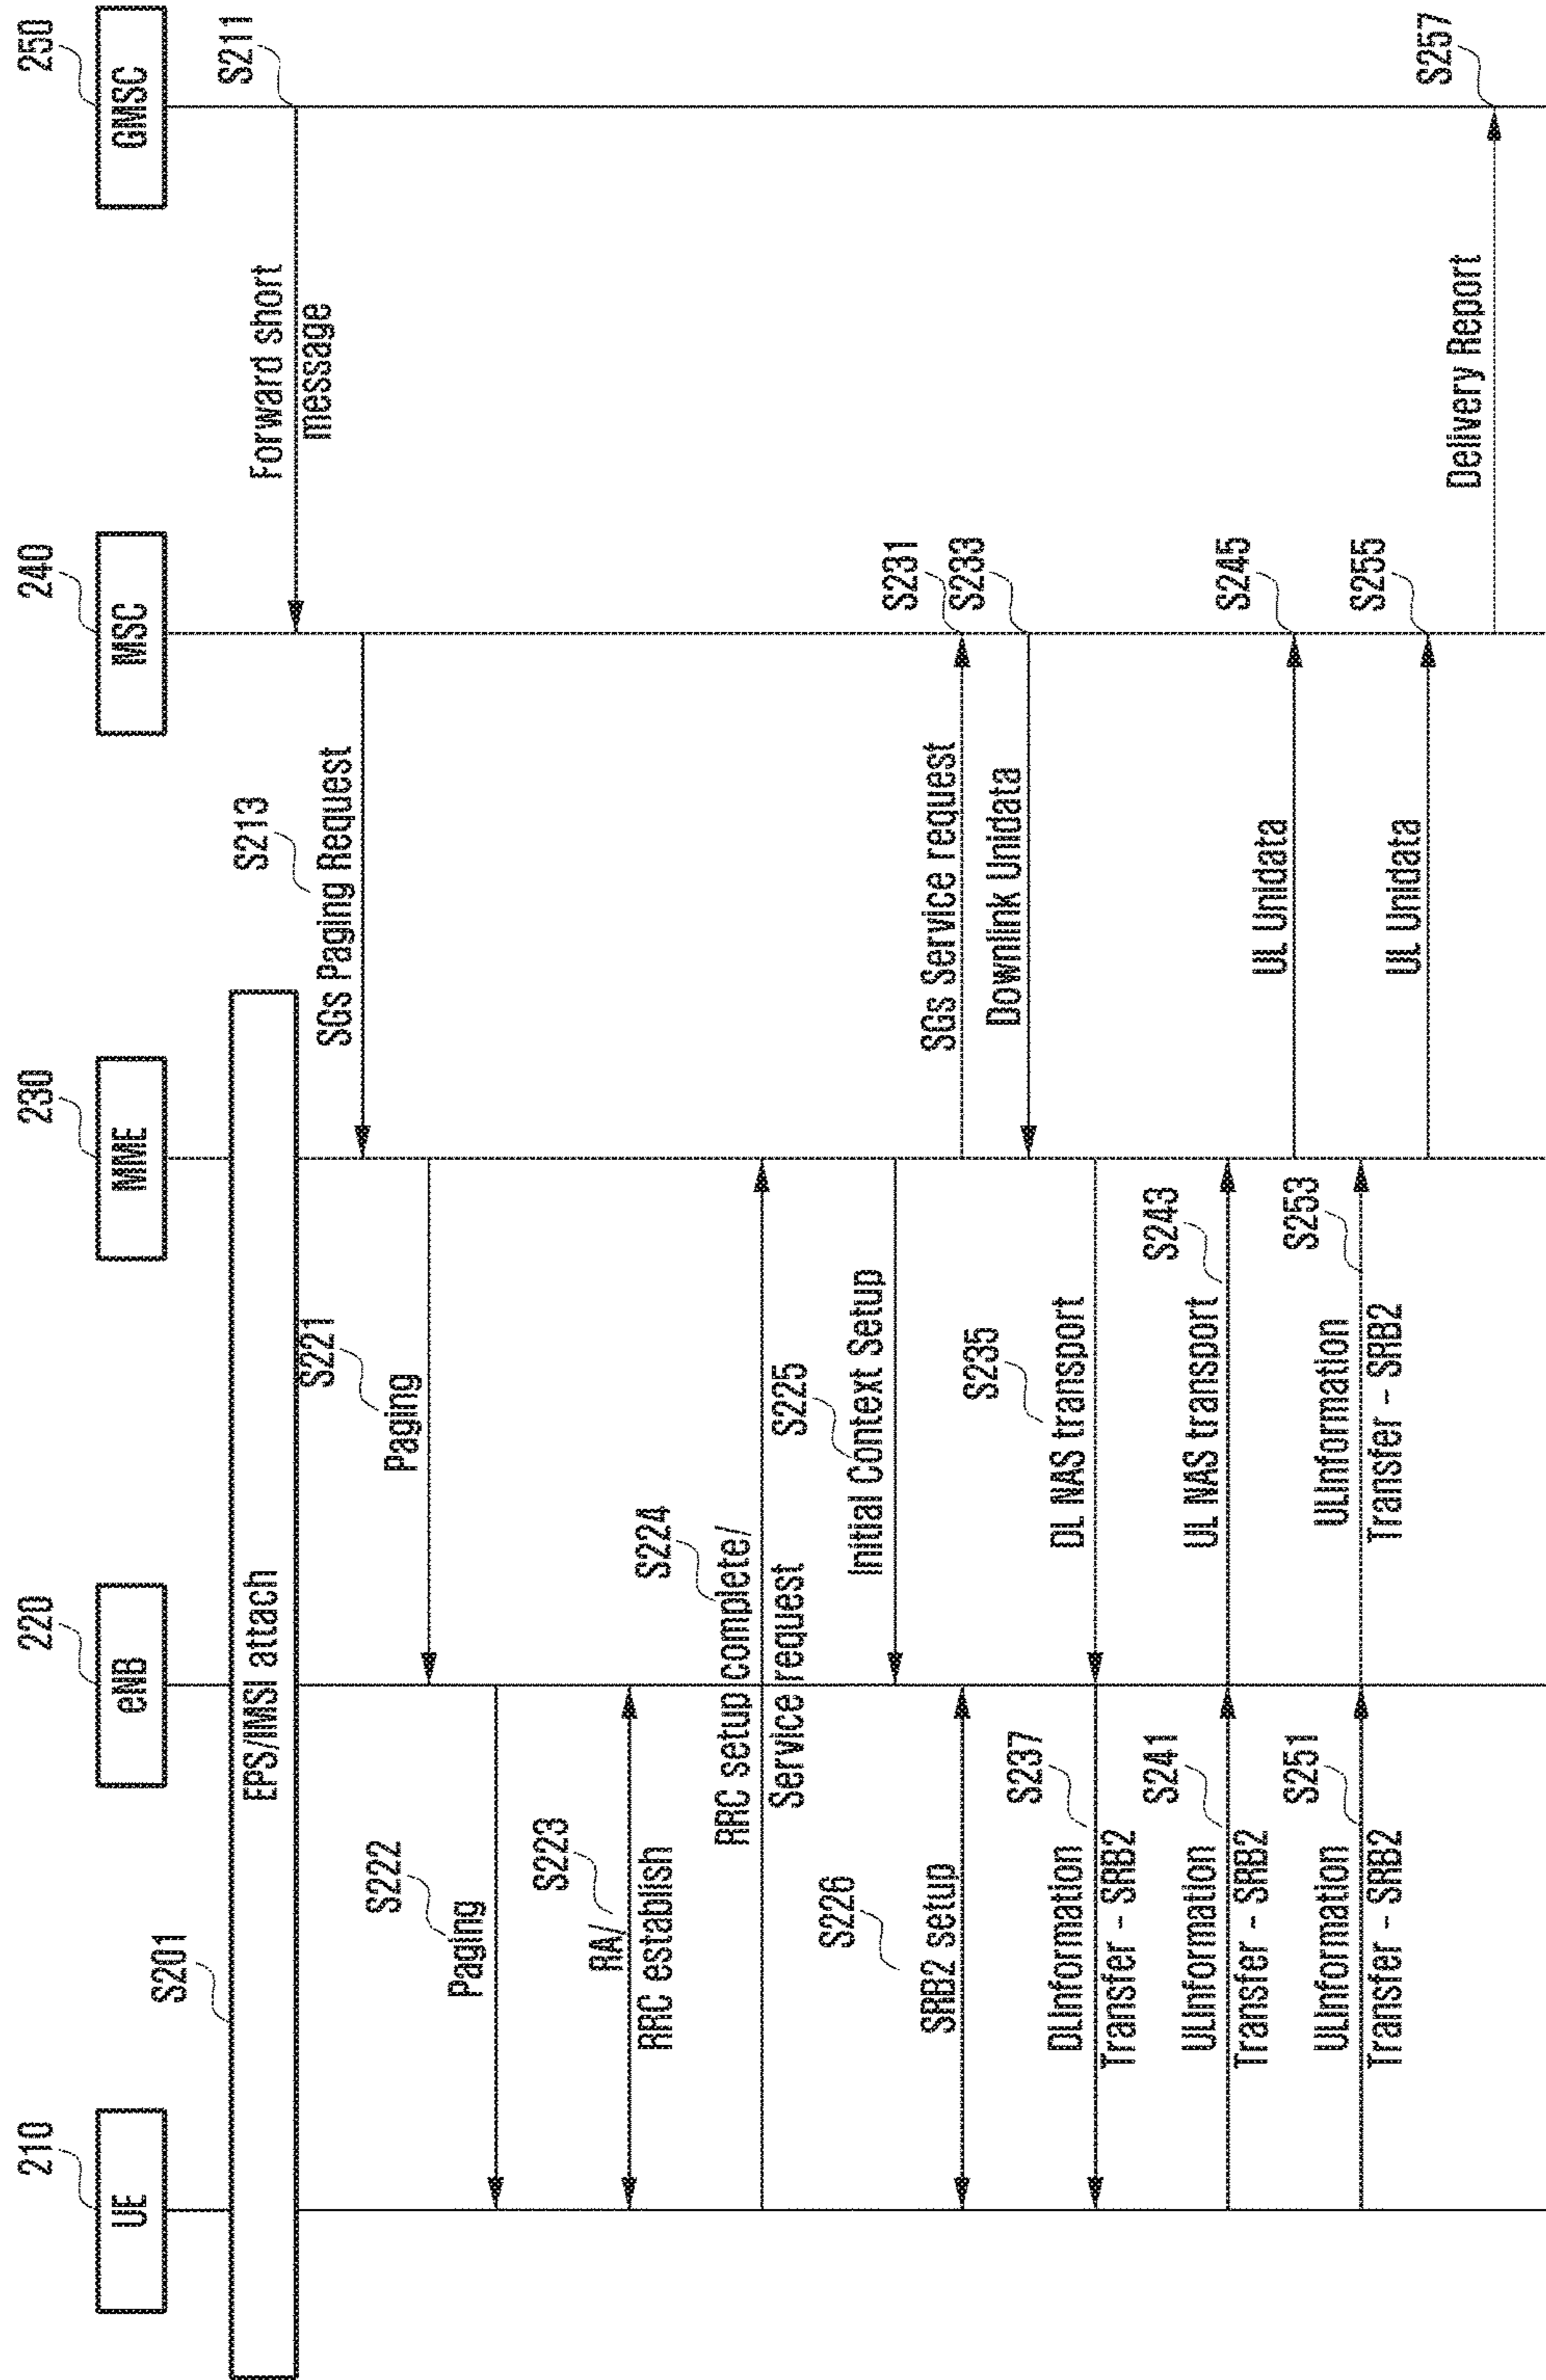 210
220
230
240
250
UE
eNB
MME
MSC
GMSC
S201
EPS/IMSI attach
S211
Forward short
message
S213
SGs Paging Request
S221
Paging
S222
Paging
S223
RA/
RRC establish
S224
RRC setup complete/
Service request
S225
Initial Context Setup
S226
SRB2 setup
S231
SGs Service request
S233
Downlink Unidata
S235
DL NAS transport
S237
DLInformation
Transfer - SRB2
S241
ULInformation
Transfer - SRB2
S243
UL NAS transport
S245
UL Unidata
S251
ULInformation
Transfer - SRB2
S253
ULInformation
Transfer - SRB2
S255
UL Unidata
S257
Delivery Report